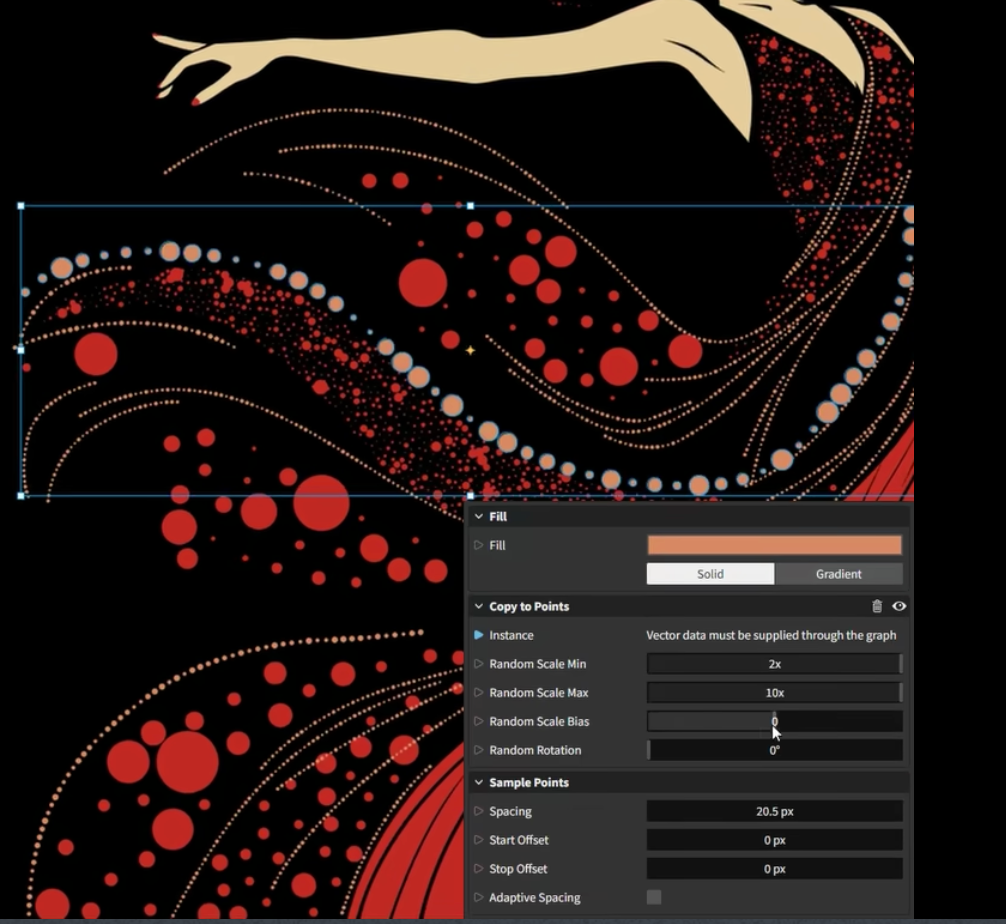 Fill
Fill
Solid Gradient
Copy to Points
Instance Vector data must be supplied through the graph
Random Scale Min 2x
Random Scale Max 10x
Random Scale Bias 0
Random Rotation 0°
Sample Points
Spacing 20.5 px
Start Offset 0 px
Stop Offset 0 px
Adaptive Spacing